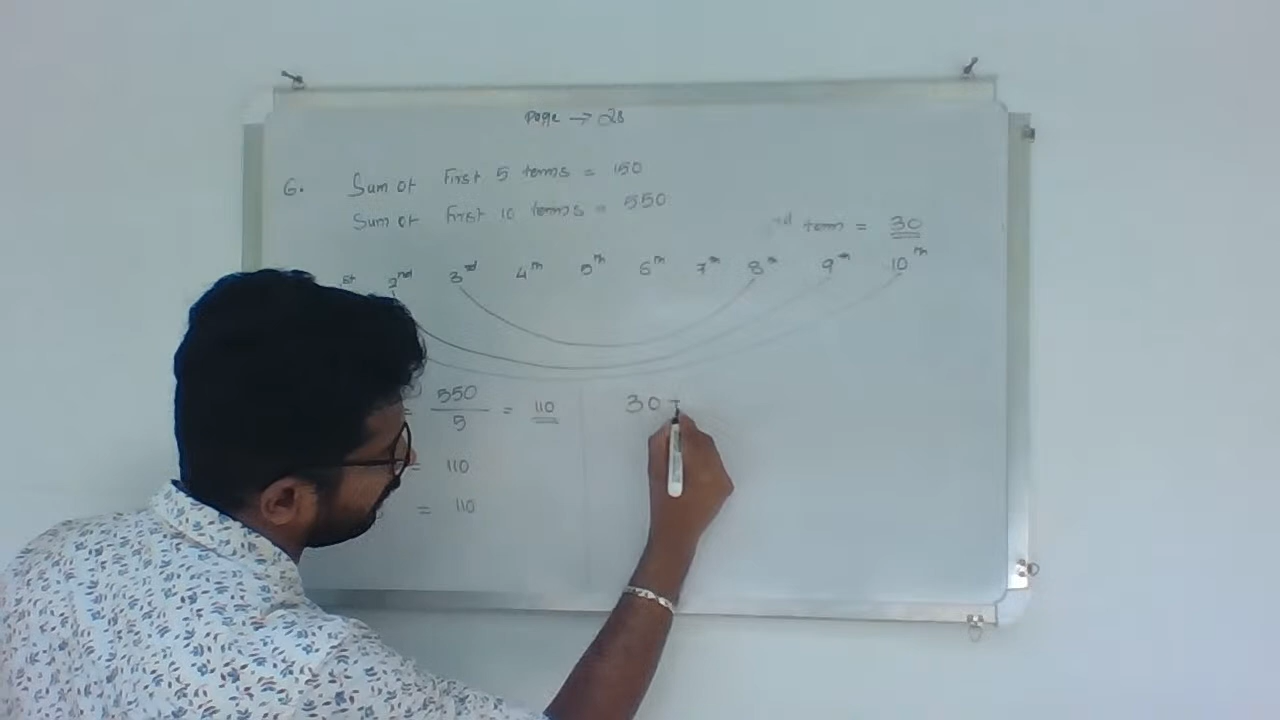 Page → 28
6. Sum of First 5 terms = 150
Sum of First 10 terms = 550
term = 30
st 2nd 3rd 4th 5th 6th 7th 8th 9th 10th
= 550/5 = 110
30
= 110
= 110